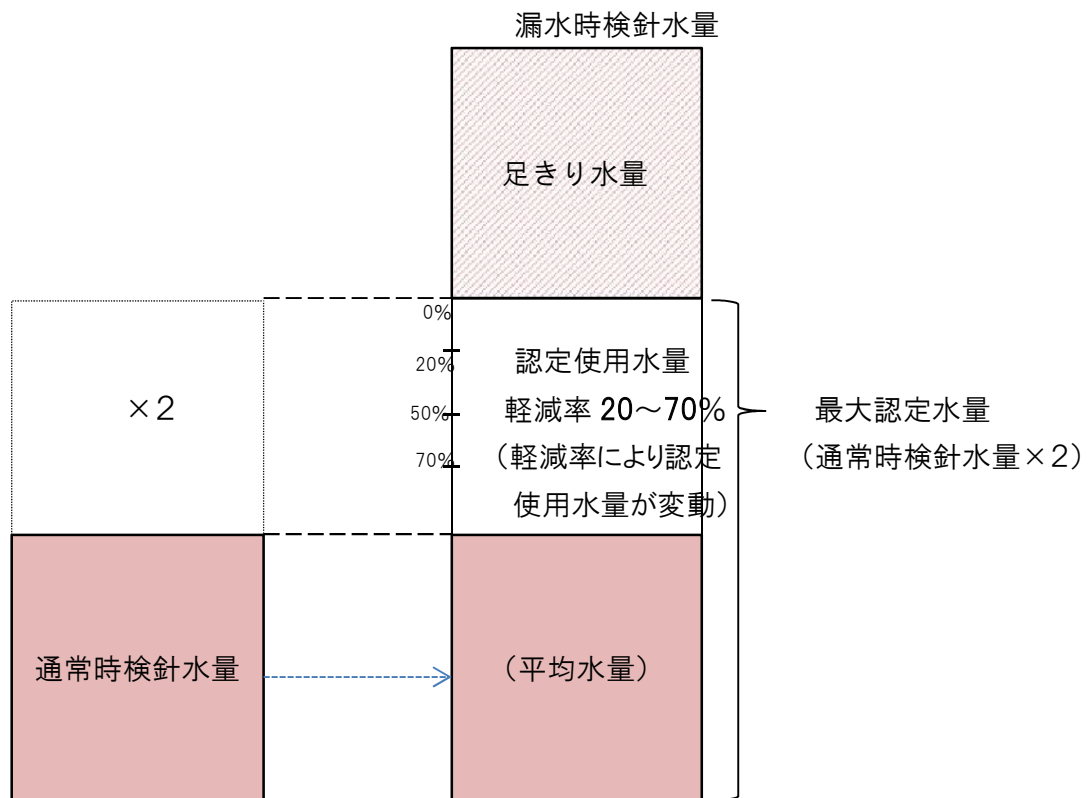 漏水時検針水量
足きり水量
0%
20%
50%
70%
×2
認定使用水量
軽減率 20～70%
（軽減率により認定
使用水量が変動）
最大認定水量
（通常時検針水量×2）
通常時検針水量
（平均水量）